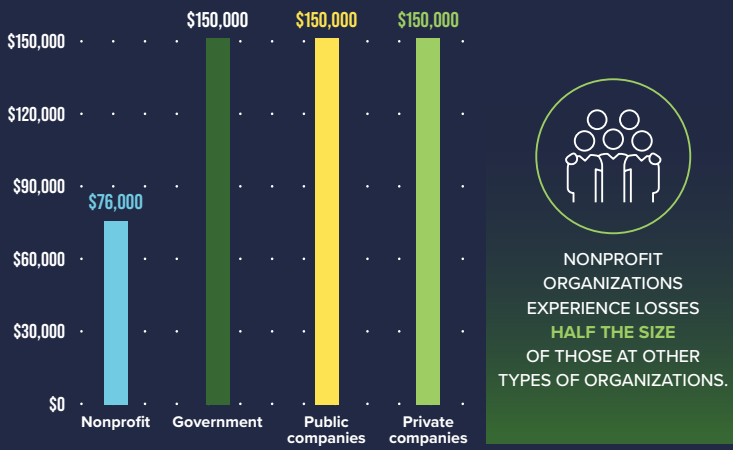 $150,000
$150,000
$150,000
$150,000
$120,000
$90,000
$76,000
$60,000
$30,000
$0
Nonprofit
Government
Public
companies
Private
companies
NONPROFIT
ORGANIZATIONS
EXPERIENCE LOSSES
HALF THE SIZE
OF THOSE AT OTHER
TYPES OF ORGANIZATIONS.